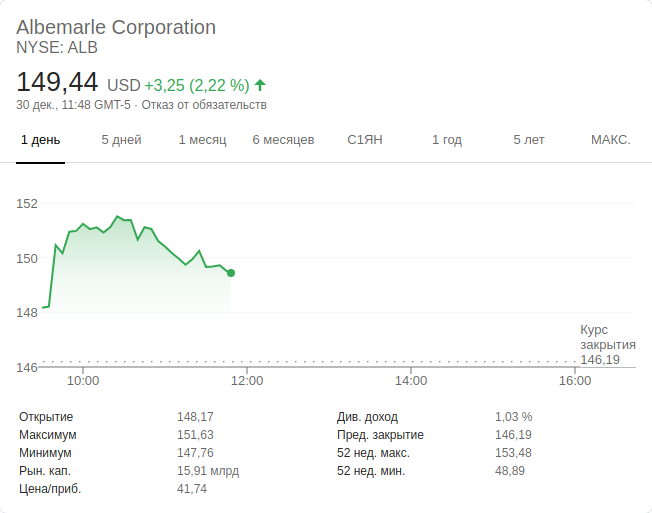 Albemarle Corporation
NYSE: ALB
149,44 USD +3,25 (2,22 %)
30 дек., 11:48 GMT-5 · Отказ от обязательств
1 день 5 дней 1 месяц 6 месяцев С1ЯН 1 год 5 лет МАКС.
152
150
148
Курс
закрытия
146,19
146
10:00 12:00 14:00 16:00
Открытие 148,17 Див. доход 1,03 %
Максимум 151,63 Пред. закрытие 146,19
Минимум 147,76 52 нед. макс. 153,48
Рын. кап. 15,91 млрд 52 нед. мин. 48,89
Цена/приб. 41,74